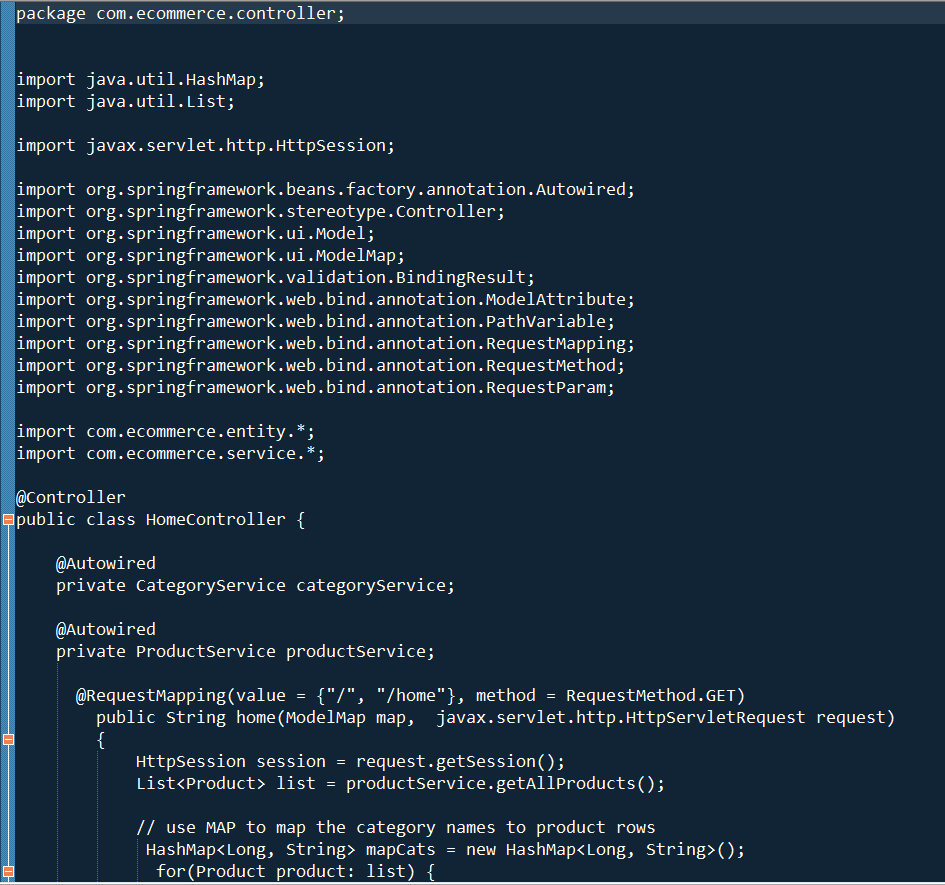 package com.ecommerce.controller;
import java.util.HashMap;
import java.util.List;
import javax.servlet.http.HttpSession;
import org.springframework.beans.factory.annotation.Autowired;
import org.springframework.stereotype.Controller;
import org.springframework.ui.Model;
import org.springframework.ui.ModelMap;
import org.springframework.validation.BindingResult;
import org.springframework.web.bind.annotation.ModelAttribute;
import org.springframework.web.bind.annotation.PathVariable;
import org.springframework.web.bind.annotation.RequestMapping;
import org.springframework.web.bind.annotation.RequestMethod;
import org.springframework.web.bind.annotation.RequestParam;
import com.ecommerce.entity.*;
import com.ecommerce.service.*;
@Controller
public class HomeController {
@Autowired
private CategoryService categoryService;
@Autowired
private ProductService productService;
@RequestMapping(value = {"/", "/home"}, method = RequestMethod.GET)
public String home(ModelMap map,  javax.servlet.http.HttpServletRequest request)
{
HttpSession session = request.getSession();
List<Product> list = productService.getAllProducts();
// use MAP to map the category names to product rows
HashMap<Long, String> mapCats = new HashMap<Long, String>();
for(Product product: list) {